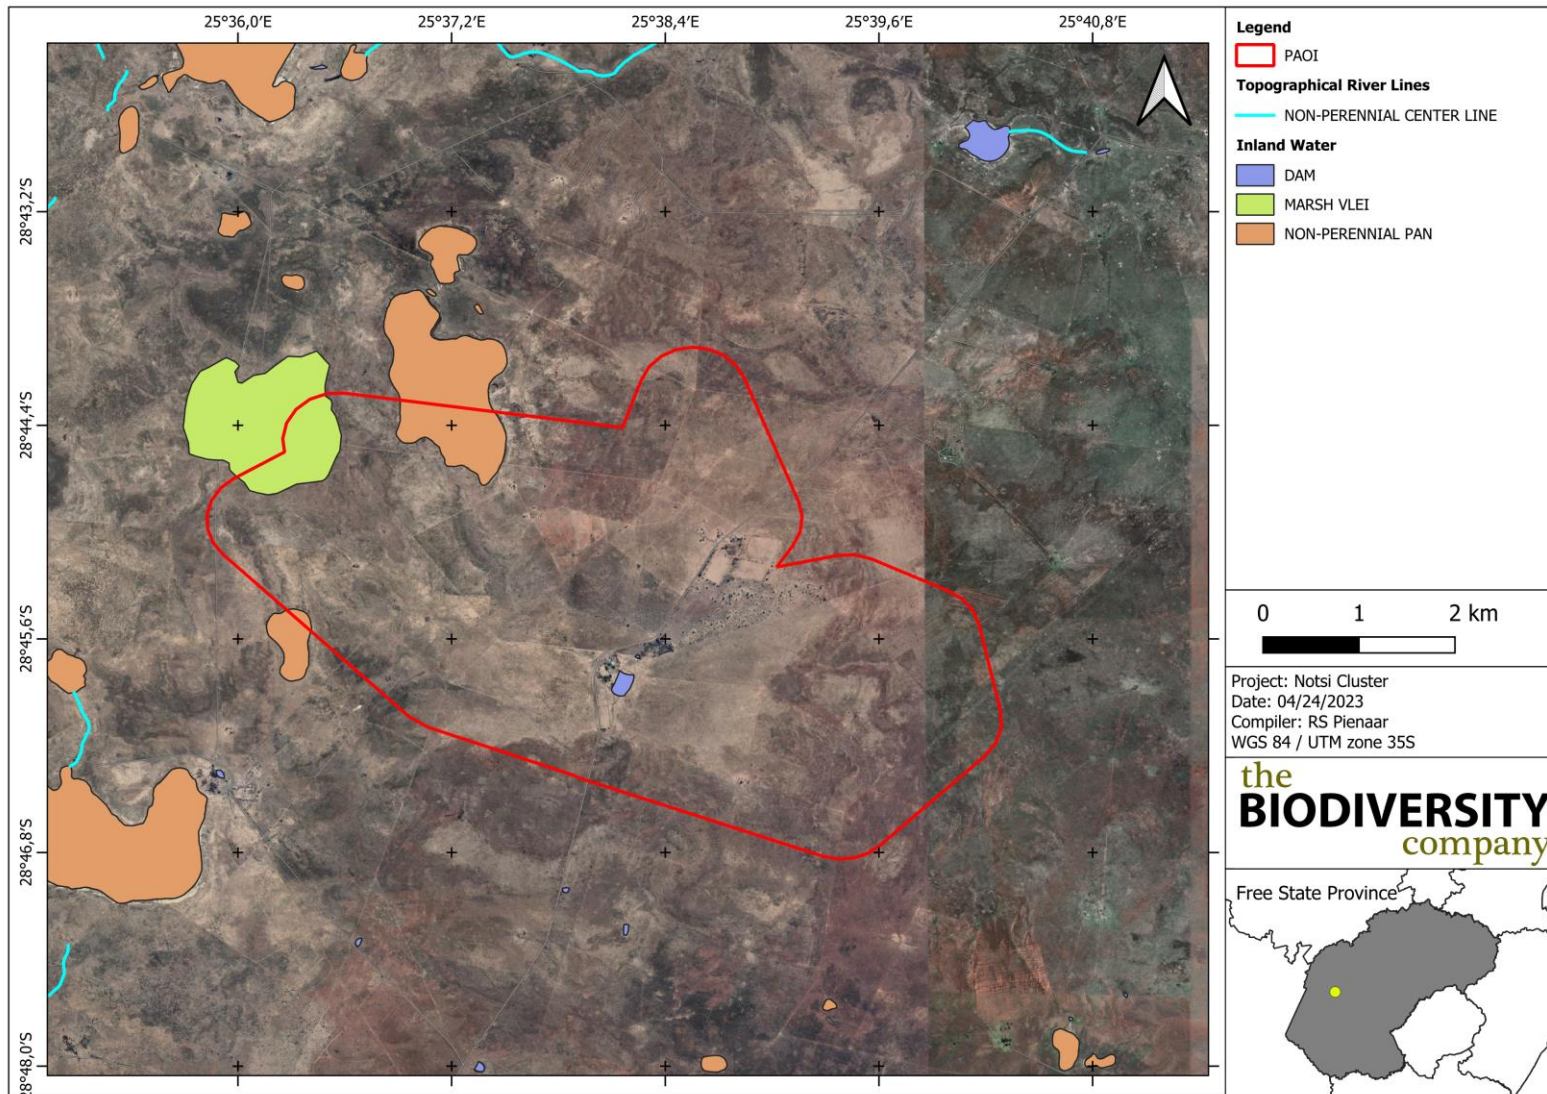 25°36,0'E 25°37,2'E 25°38,4'E 25°39,6'E 25°40,8'E
28°43,2'S
28°44,4'S
28°45,6'S
28°46,8'S
28°48,0'S
Legend
PAOI
Topographical River Lines
NON-PERENNIAL CENTER LINE
Inland Water
DAM
MARSH VLEI
NON-PERENNIAL PAN
0 1 2 km
Project: Notsi Cluster
Date: 04/24/2023
Compiler: RS Pienaar
WGS 84 / UTM zone 35S
the
BIODIVERSITY
company
Free State Province